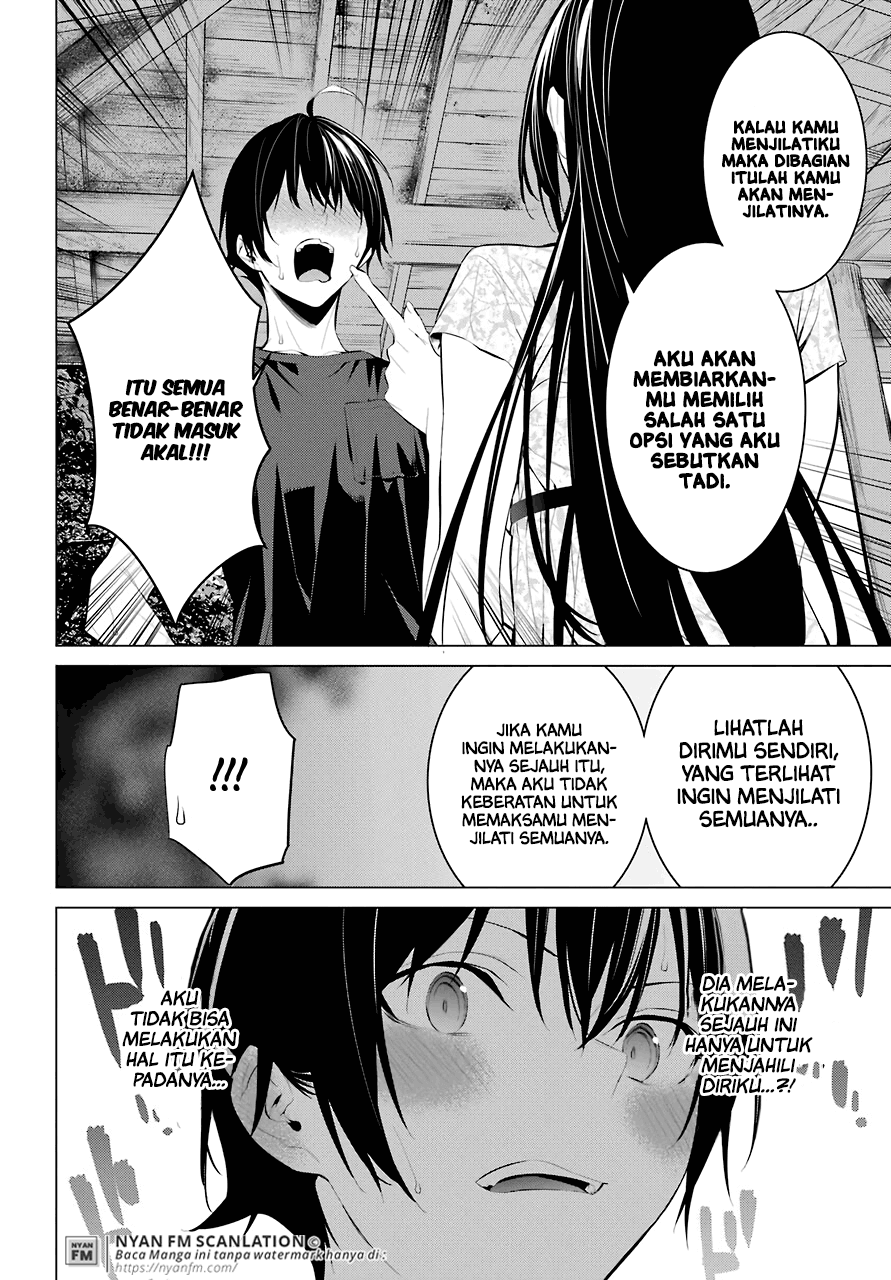 KALAU KAMU
MENJILATIKU
MAKA DIBAGIAN
ITULAH KAMU
AKAN MEN-
JILATINYA.
AKU AKAN
MEMBIARKAN-
MU MEMILIH
SALAH SATU
OPSI YANG AKU
SEBUTKAN
TADI.
ITU SEMUA
BENAR-BENAR
TIDAK MASUK
AKAL!!!
LIHATLAH
DIRIMU SENDIRI,
YANG TERLIHAT
INGIN MENJILATI
SEMUANYA..
JIKA KAMU
INGIN MELAKUKAN-
NYA SEJAUH ITU,
MAKA AKU TIDAK
KEBERATAN UNTUK
MEMAKSAMU MEN-
JILATI SEMUANYA.
!!!
DIA MELA-
KUKANNYA
SEJAUH INI
HANYA UNTUK
MENJAHILI
DIRIKU...?!
AKU
TIDAK BISA
MELAKUKAN
HAL ITU KE-
PADANYA...
ドド
NYAN
FM
NYAN FM SCANLATION ©
Baca Manga ini tanpa watermark hanya di :
https://nyanfm.com/